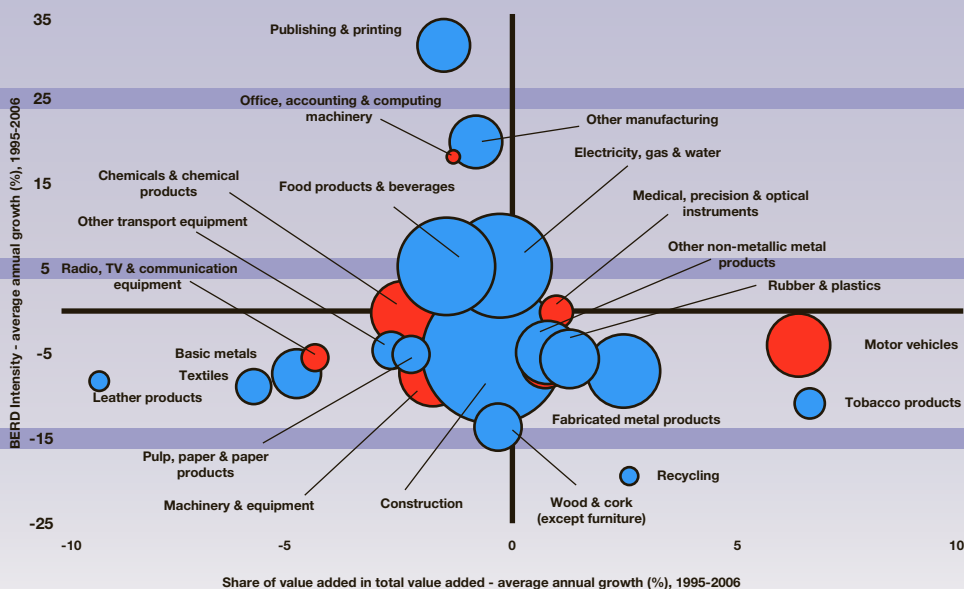 35
Publishing & printing
25
Office, accounting & computing
machinery
Other manufacturing
Electricity, gas & water
15
Chemicals & chemical
products
Food products & beverages
Medical, precision & optical
instruments
Other transport equipment
Other non-metallic metal
products
5
Radio, TV & communication
equipment
Rubber & plastics
BERD Intensity - average annual growth (%), 1995-2006
-5
Basic metals
Motor vehicles
Textiles
Leather products
Tobacco products
Fabricated metal products
-15
Pulp, paper & paper
products
Recycling
Machinery & equipment
Construction
Wood & cork
(except furniture)
-25
-10
-5
0
5
10
Share of value added in total value added - average annual growth (%), 1995-2006